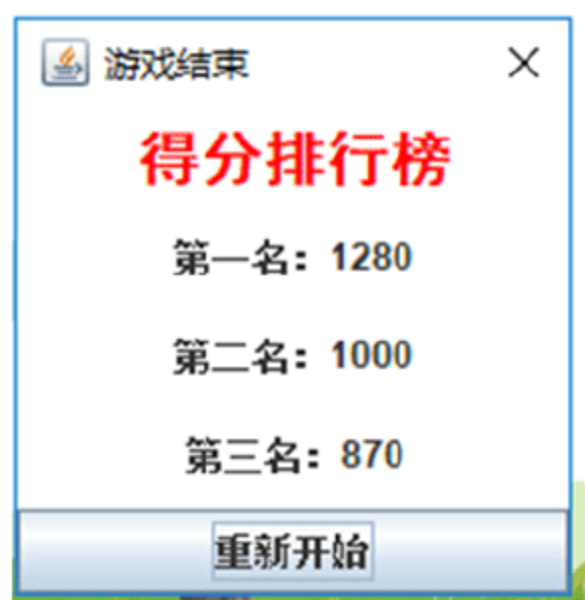 游戏结束
得分排行榜
第一名：1280
第二名：1000
第三名：870
重新开始